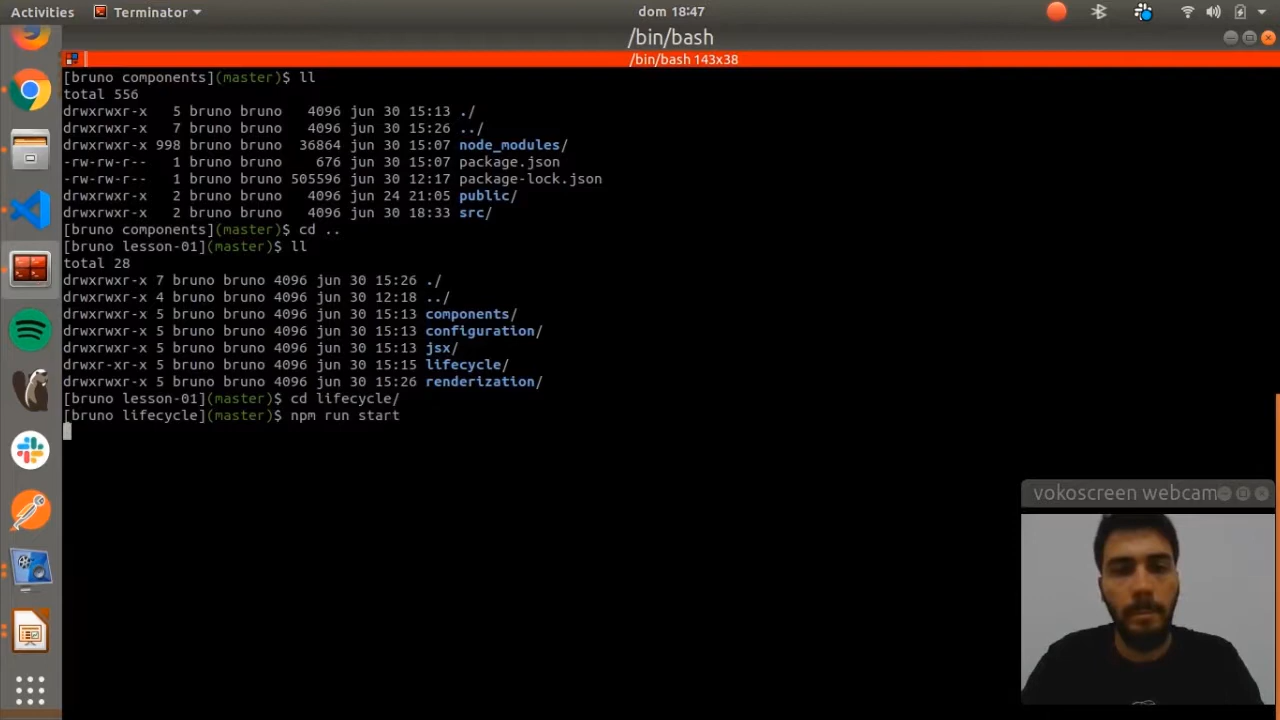 Activities Terminator dom 18:47
/bin/bash
/bin/bash 143x38
[bruno components](master)$ ll
total 556
drwxrwxr-x 5 bruno bruno 4096 jun 30 15:13 ./
drwxrwxr-x 7 bruno bruno 4096 jun 30 15:26 ../
drwxrwxr-x 998 bruno bruno 36864 jun 30 15:07 node_modules/
-rw-rw-r-- 1 bruno bruno 676 jun 30 15:07 package.json
-rw-rw-r-- 1 bruno bruno 505596 jun 30 12:17 package-lock.json
drwxrwxr-x 2 bruno bruno 4096 jun 24 21:05 public/
drwxrwxr-x 2 bruno bruno 4096 jun 30 18:33 src/
[bruno components](master)$ cd ..
[bruno lesson-01](master)$ ll
total 28
drwxrwxr-x 7 bruno bruno 4096 jun 30 15:26 ./
drwxrwxr-x 4 bruno bruno 4096 jun 30 12:18 ../
drwxrwxr-x 5 bruno bruno 4096 jun 30 15:13 components/
drwxrwxr-x 5 bruno bruno 4096 jun 30 15:13 configuration/
drwxrwxr-x 5 bruno bruno 4096 jun 30 15:13 jsx/
drwxr-xr-x 5 bruno bruno 4096 jun 30 15:15 lifecycle/
drwxrwxr-x 5 bruno bruno 4096 jun 30 15:26 renderization/
[bruno lesson-01](master)$ cd lifecycle/
[bruno lifecycle](master)$ npm run start
vokoscreen webcam